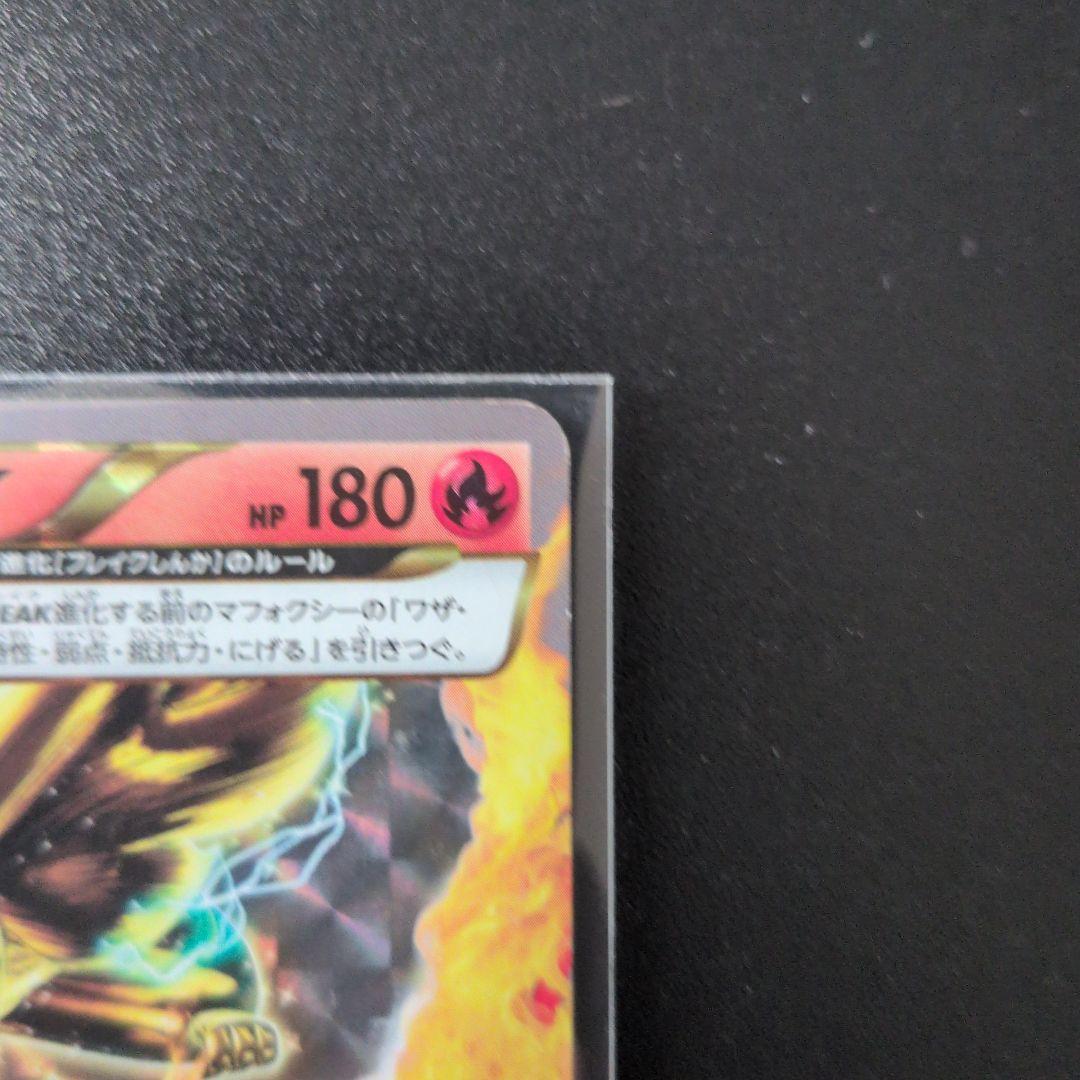 HP 180
進化[ブレイクしんか]のルール
EAK進化する前のマフォクシーの「ワザ・
性・弱点・抵抗力・にげる」を引きつぐ。